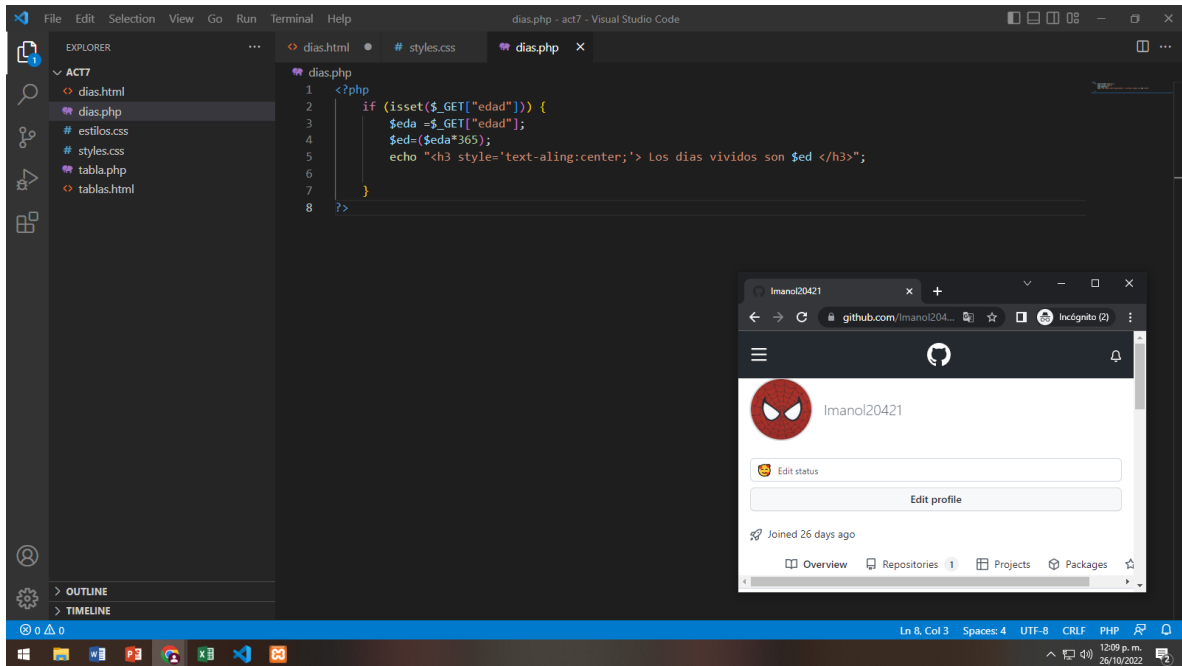 File Edit Selection View Go Run Terminal Help dias.php - act7 - Visual Studio Code
EXPLORER
ACT7
dias.html
dias.php
estilos.css
styles.css
tabla.php
tablas.html
OUTLINE
TIMELINE
dias.html styles.css dias.php
dias.php
1 <?php
2 if (isset($_GET["edad"])) {
3 $eda =$_GET["edad"];
4 $ed=($eda*365);
5 echo "<h3 style='text-aling:center;'> Los dias vividos son $ed </h3>";
6
7 }
8 ?>
Imanol20421
github.com/Imanol204... Incógnito (2)
Imanol20421
Edit status
Edit profile
Joined 26 days ago
Overview Repositories 1 Projects Packages
0 0 Ln 8, Col 3 Spaces: 4 UTF-8 CRLF PHP
12:09 p. m.
26/10/2022